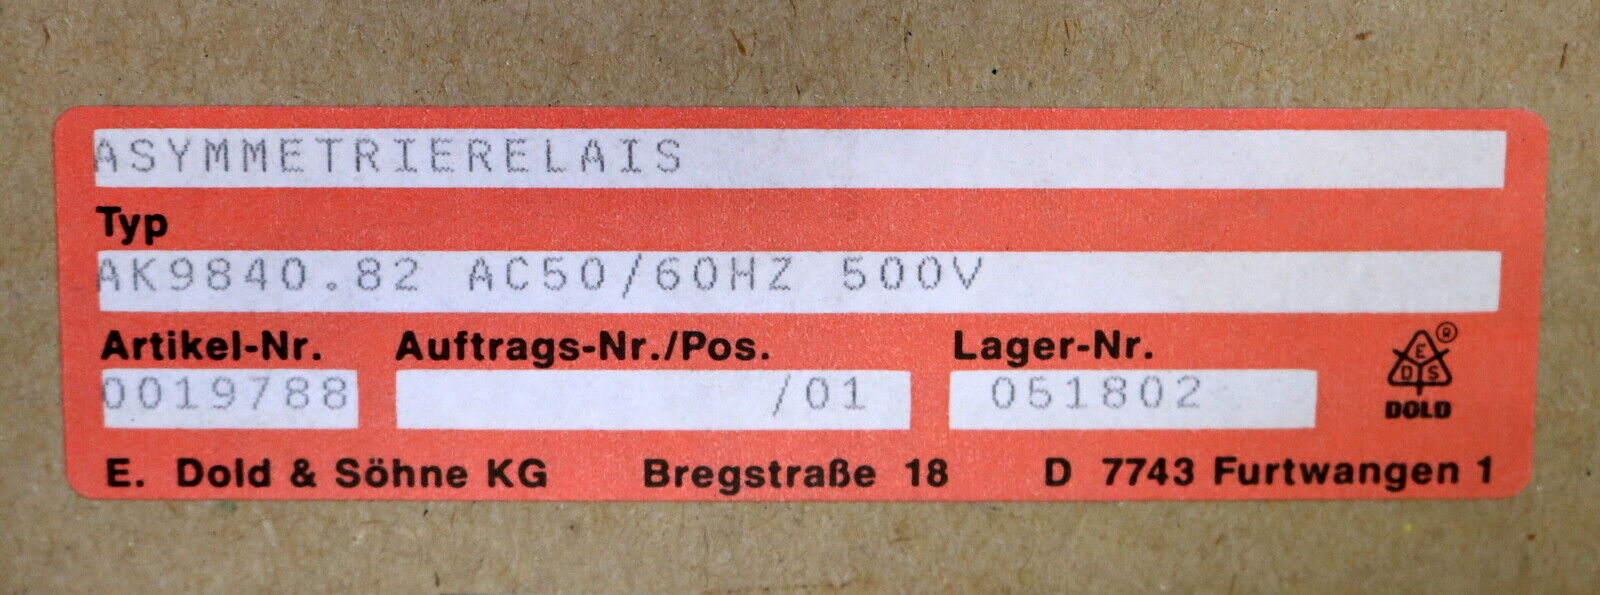 ASYMMETRIERELAIS
Typ
AK9840.82 AC50/60HZ 500V
Artikel-Nr. Auftrags-Nr./Pos. Lager-Nr.
0019788 /01 051802
® E D S
DOLD
E. Dold & Söhne KG Bregstraße 18 D 7743 Furtwangen 1